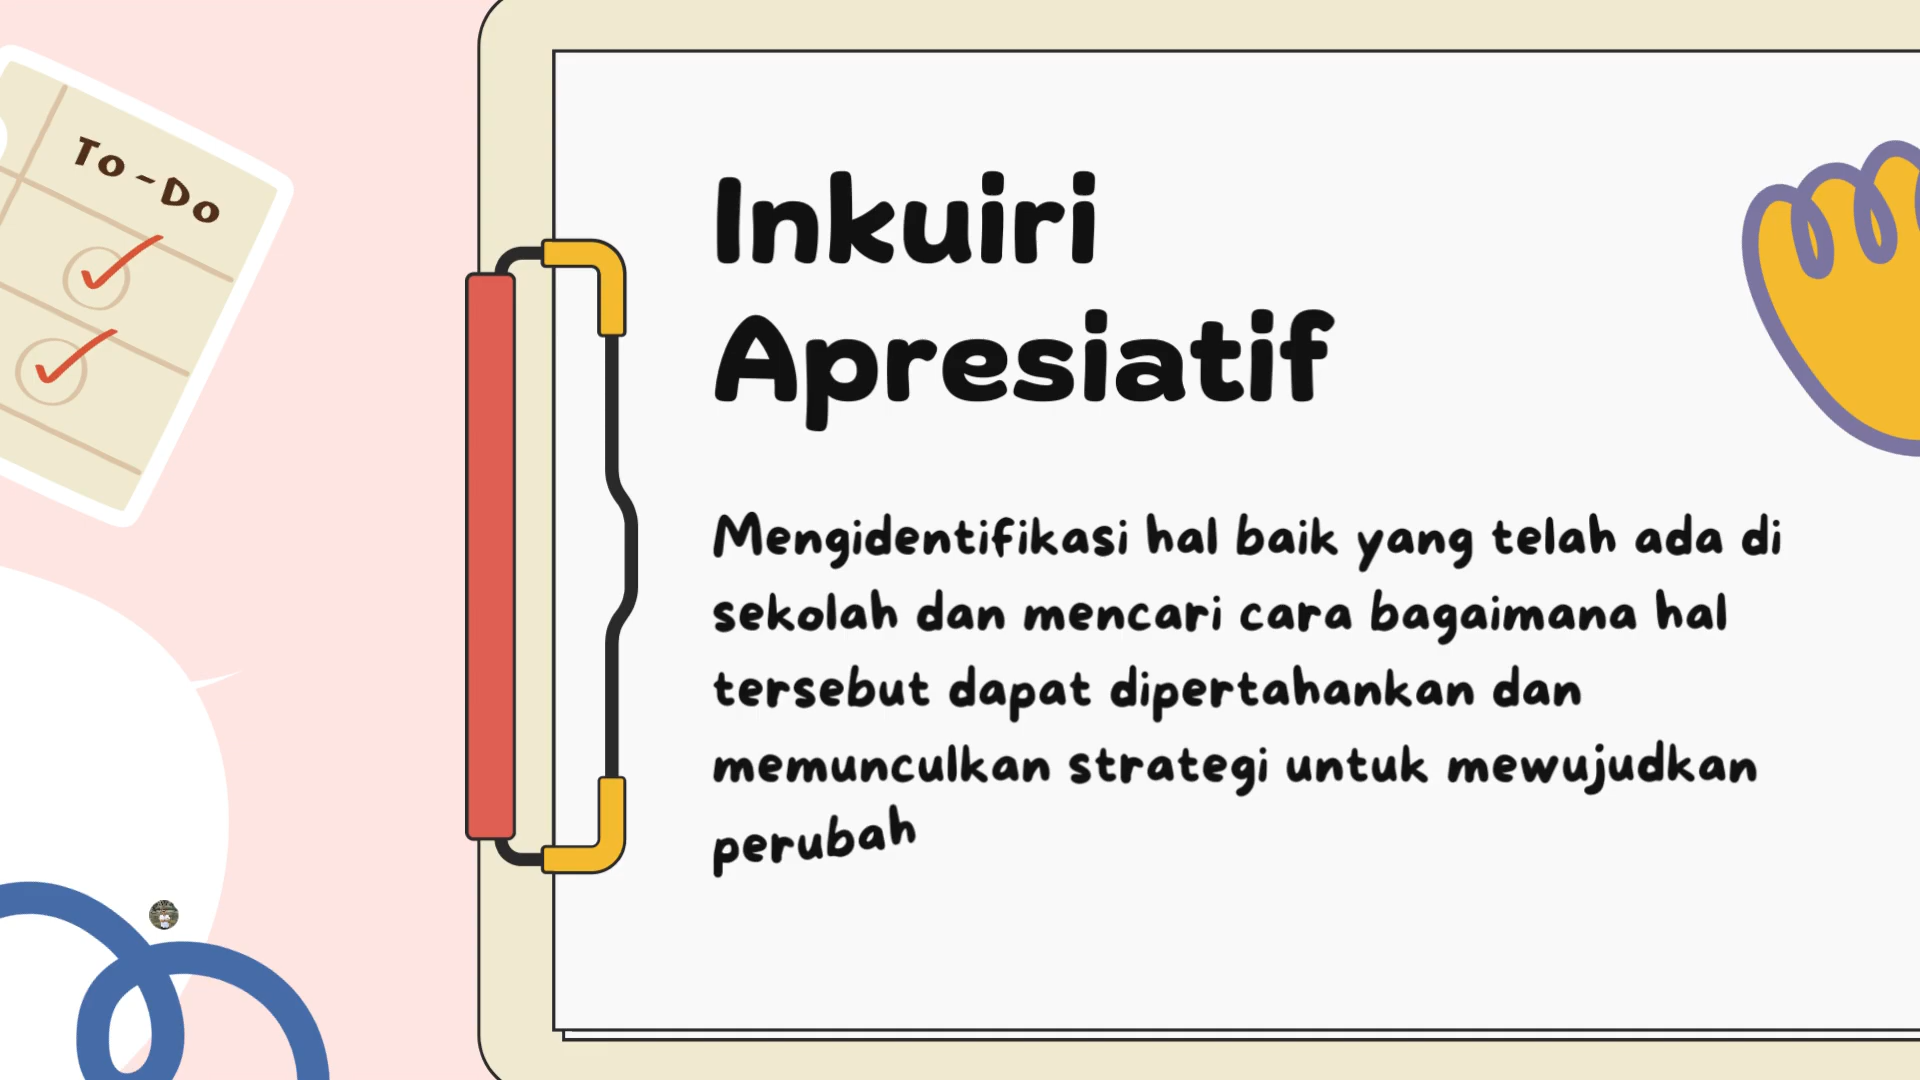 To-Do
Inkuiri
Apresiatif
Mengidentifikasi hal baik yang telah ada di
sekolah dan mencari cara bagaimana hal
tersebut dapat dipertahankan dan
memunculkan strategi untuk mewujudkan
perubah